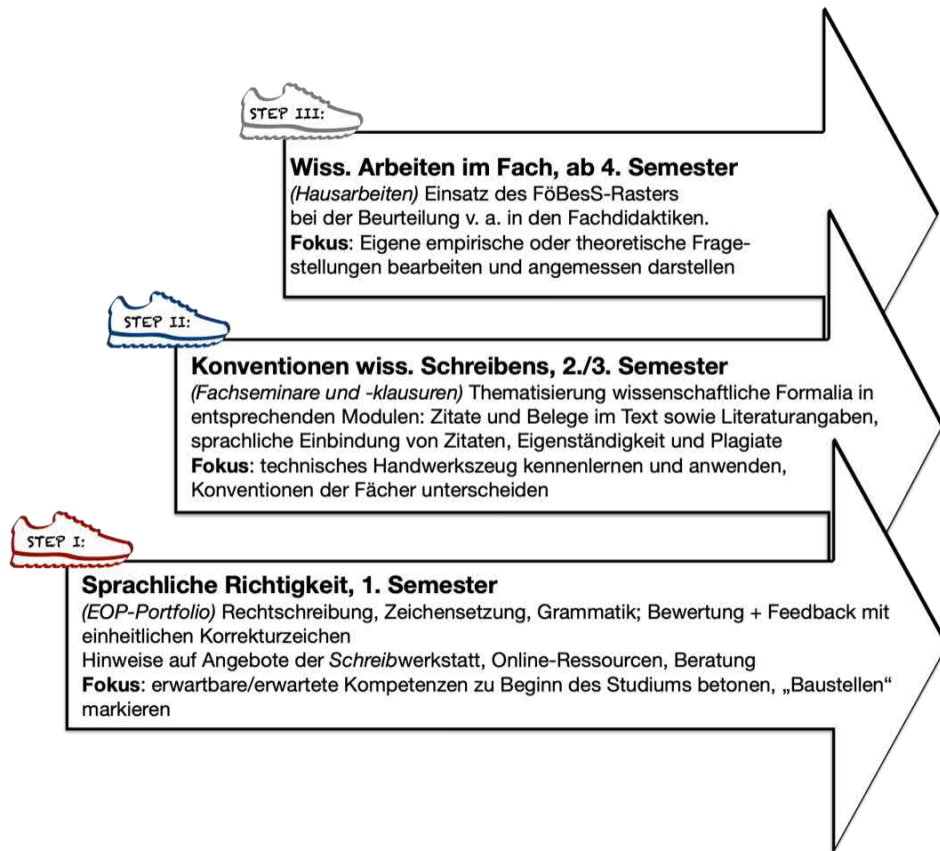 STEP III:
Wiss. Arbeiten im Fach, ab 4. Semester
(Hausarbeiten) Einsatz des FöBesS-Rasters
bei der Beurteilung v. a. in den Fachdidaktiken.
Fokus: Eigene empirische oder theoretische Frage-
stellungen bearbeiten und angemessen darstellen
STEP II:
Konventionen wiss. Schreibens, 2./3. Semester
(Fachseminare und -klausuren) Thematisierung wissenschaftliche Formalia in
entsprechenden Modulen: Zitate und Belege im Text sowie Literaturangaben,
sprachliche Einbindung von Zitaten, Eigenständigkeit und Plagiate
Fokus: technisches Handwerkszeug kennenlernen und anwenden,
Konventionen der Fächer unterscheiden
STEP I:
Sprachliche Richtigkeit, 1. Semester
(EOP-Portfolio) Rechtschreibung, Zeichensetzung, Grammatik; Bewertung + Feedback mit
einheitlichen Korrekturzeichen
Hinweise auf Angebote der Schreibwerkstatt, Online-Ressourcen, Beratung
Fokus: erwartbare/erwartete Kompetenzen zu Beginn des Studiums betonen, „Baustellen“
markieren